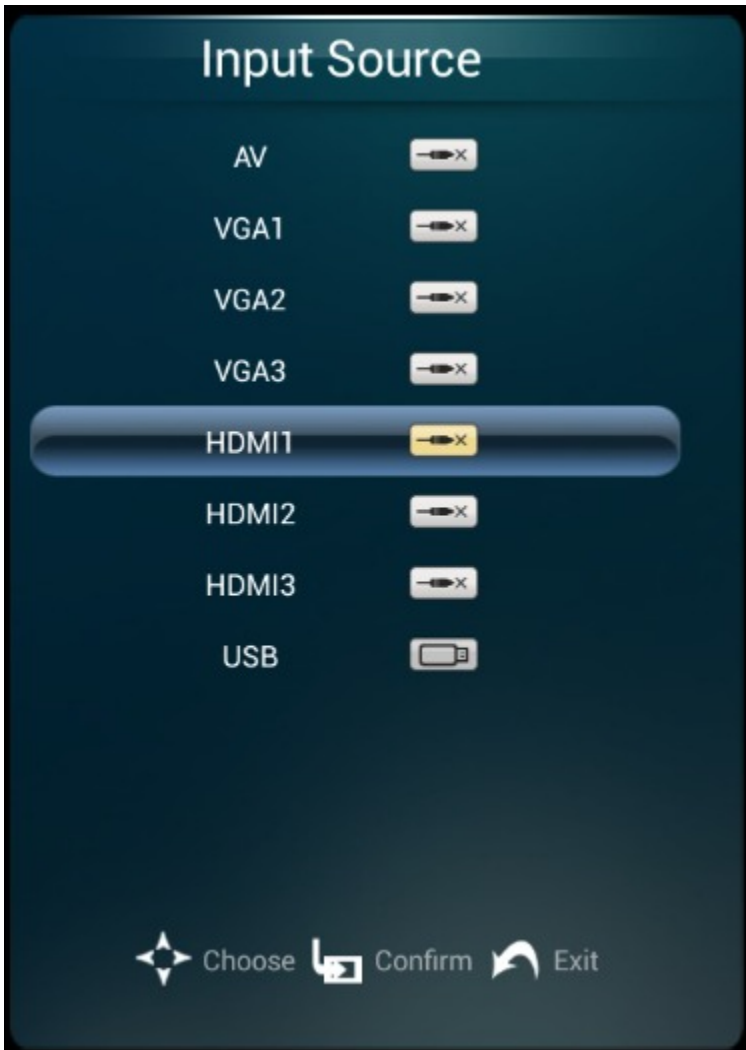 Input Source
AV
VGA1
VGA2
VGA3
HDMI1
HDMI2
HDMI3
USB
Choose Confirm Exit